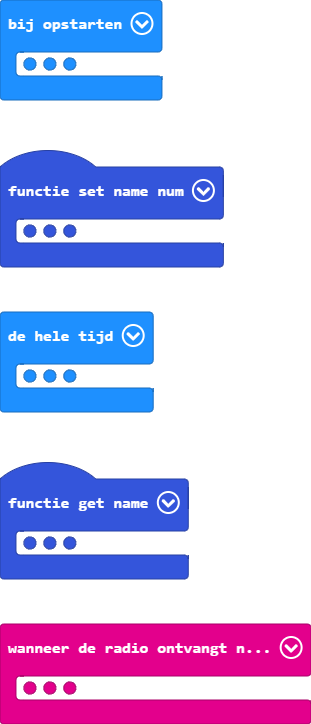 bij opstarten
functie set name num
de hele tijd
functie get name
wanneer de radio ontvangt n...